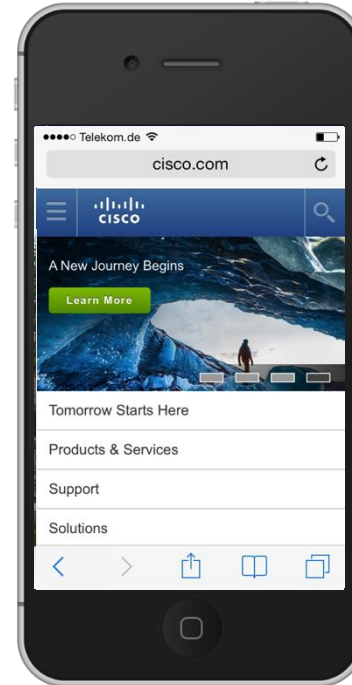 Telekom.de
cisco.com
CISCO
A New Journey Begins
Learn More
Tomorrow Starts Here
Products & Services
Support
Solutions